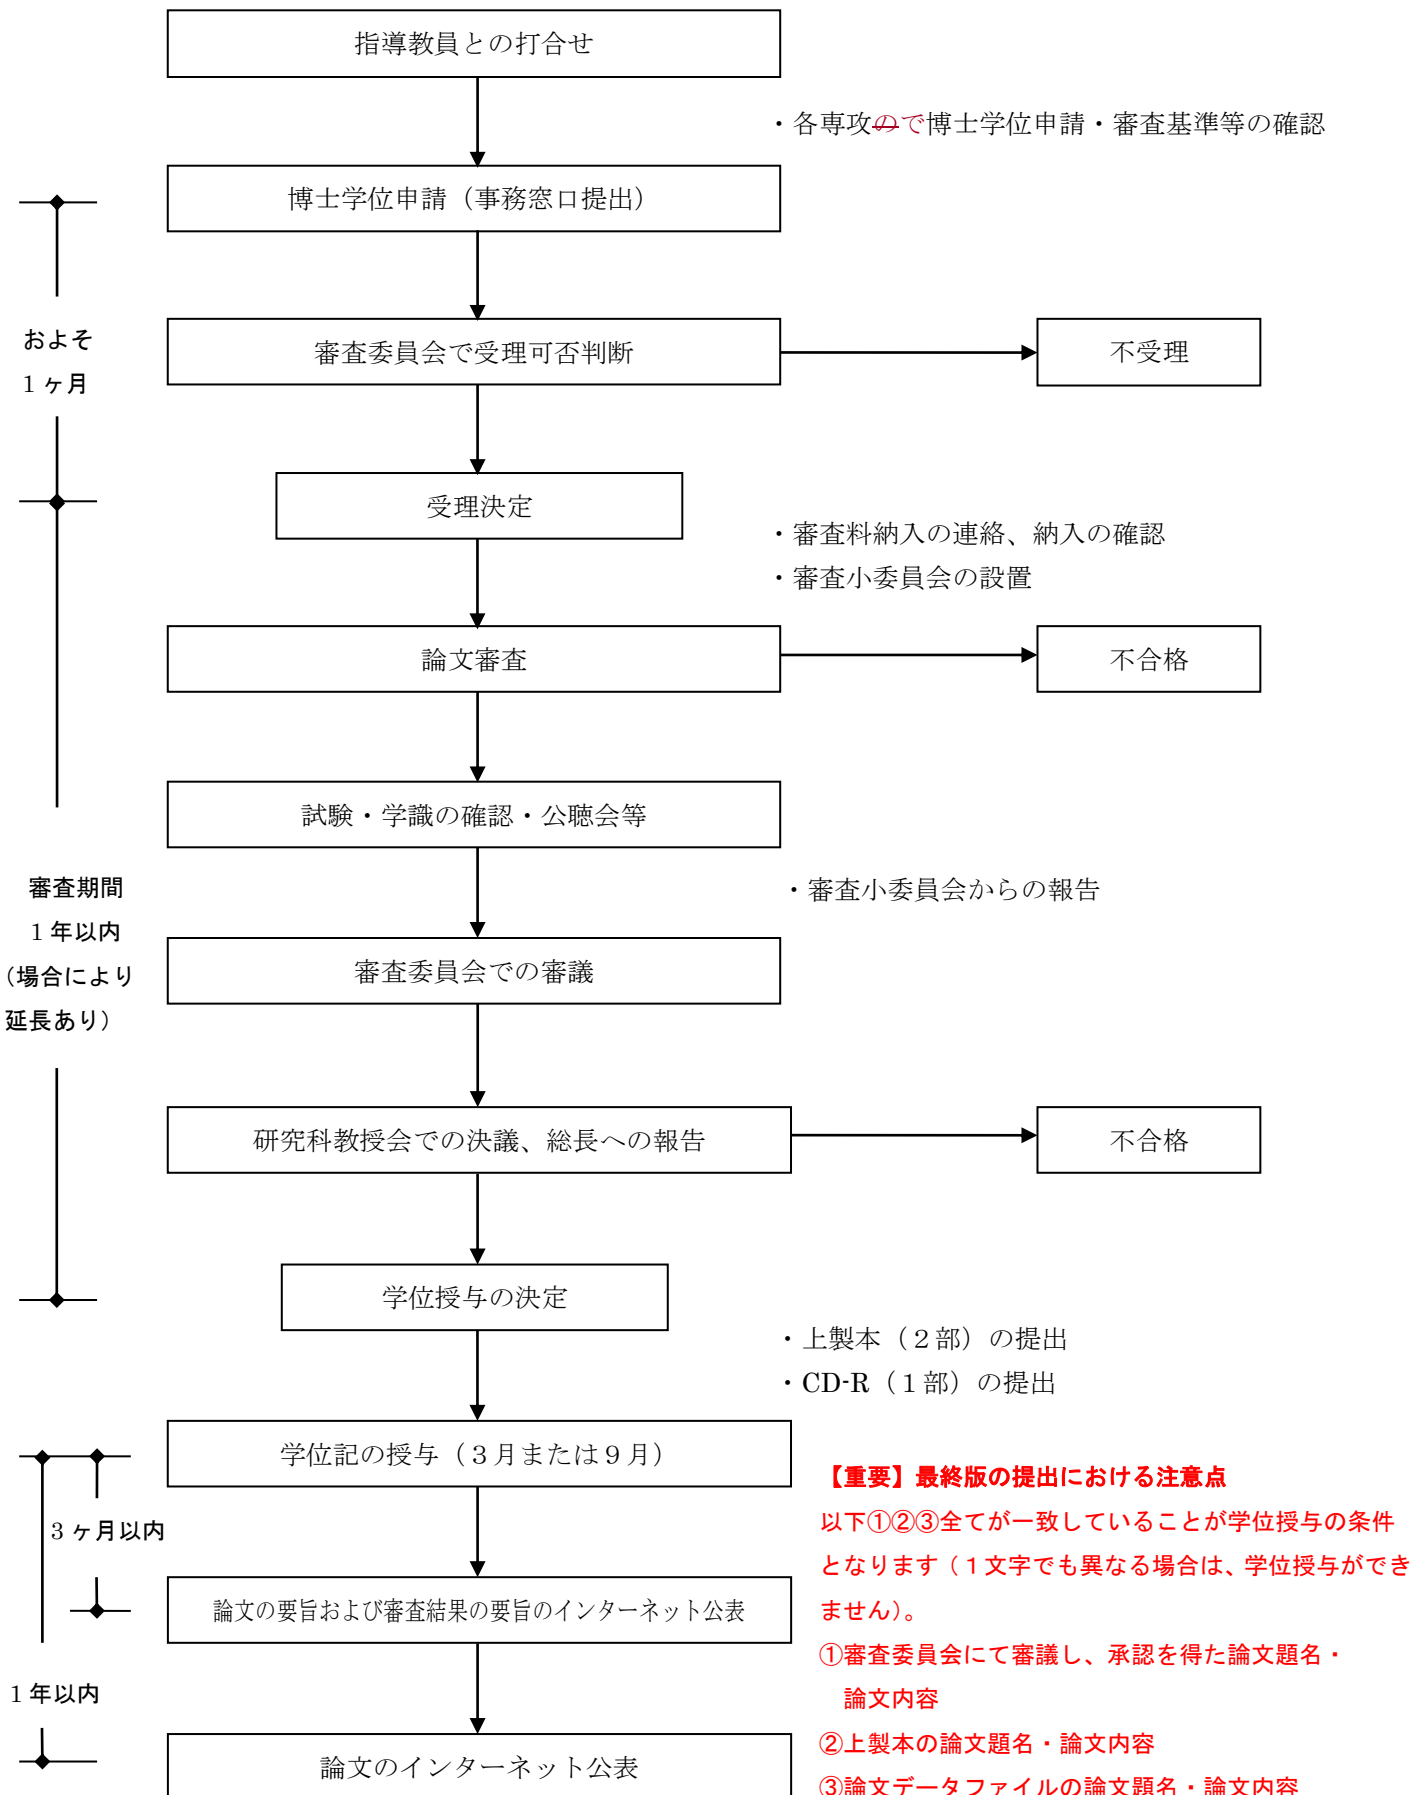 指導教員との打合せ
・各専攻ので博士学位申請・審査基準等の確認
博士学位申請（事務窓口提出）
およそ
1ヶ月
審査委員会で受理可否判断
不受理
受理決定
・審査料納入の連絡、納入の確認
・審査小委員会の設置
論文審査
不合格
試験・学識の確認・公聴会等
・審査小委員会からの報告
審査期間
1年以内
（場合により
延長あり）
審査委員会での審議
研究科教授会での決議、総長への報告
不合格
学位授与の決定
・上製本（２部）の提出
・CD-R（１部）の提出
学位記の授与（３月または９月）
3ヶ月以内
論文の要旨および審査結果の要旨のインターネット公表
1年以内
論文のインターネット公表
【重要】最終版の提出における注意点
以下①②③全てが一致していることが学位授与の条件
となります（１文字でも異なる場合は、学位授与ができ
ません）。
①審査委員会にて審議し、承認を得た論文題名・
論文内容
②上製本の論文題名・論文内容
③論文データファイルの論文題名・論文内容